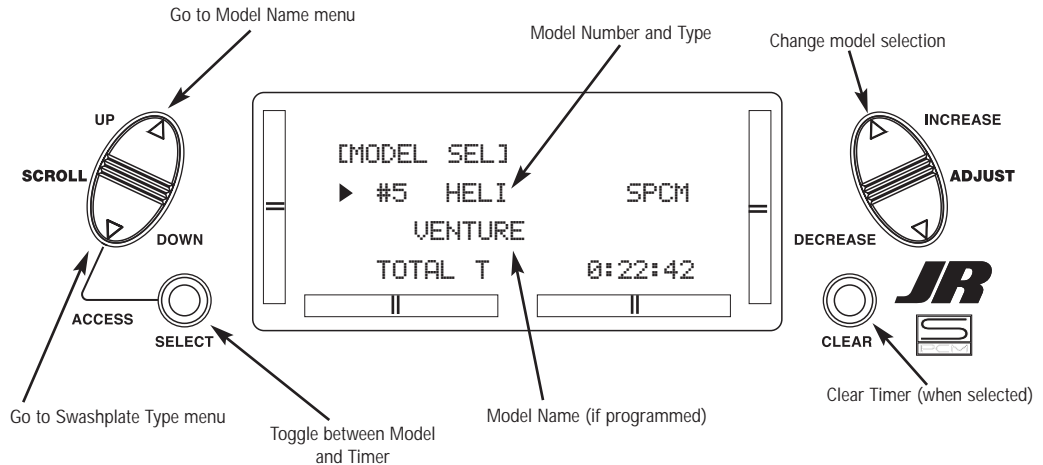 Go to Model Name menu
Model Number and Type
Change model selection
UP
SCROLL
DOWN
ACCESS
SELECT
[MODEL SEL]
▶ #5 HELI SPCM
VENTURE
TOTAL T 0:22:42
INCREASE
ADJUST
DECREASE
CLEAR
JR
S
PCM
Go to Swashplate Type menu
Toggle between Model
and Timer
Model Name (if programmed)
Clear Timer (when selected)